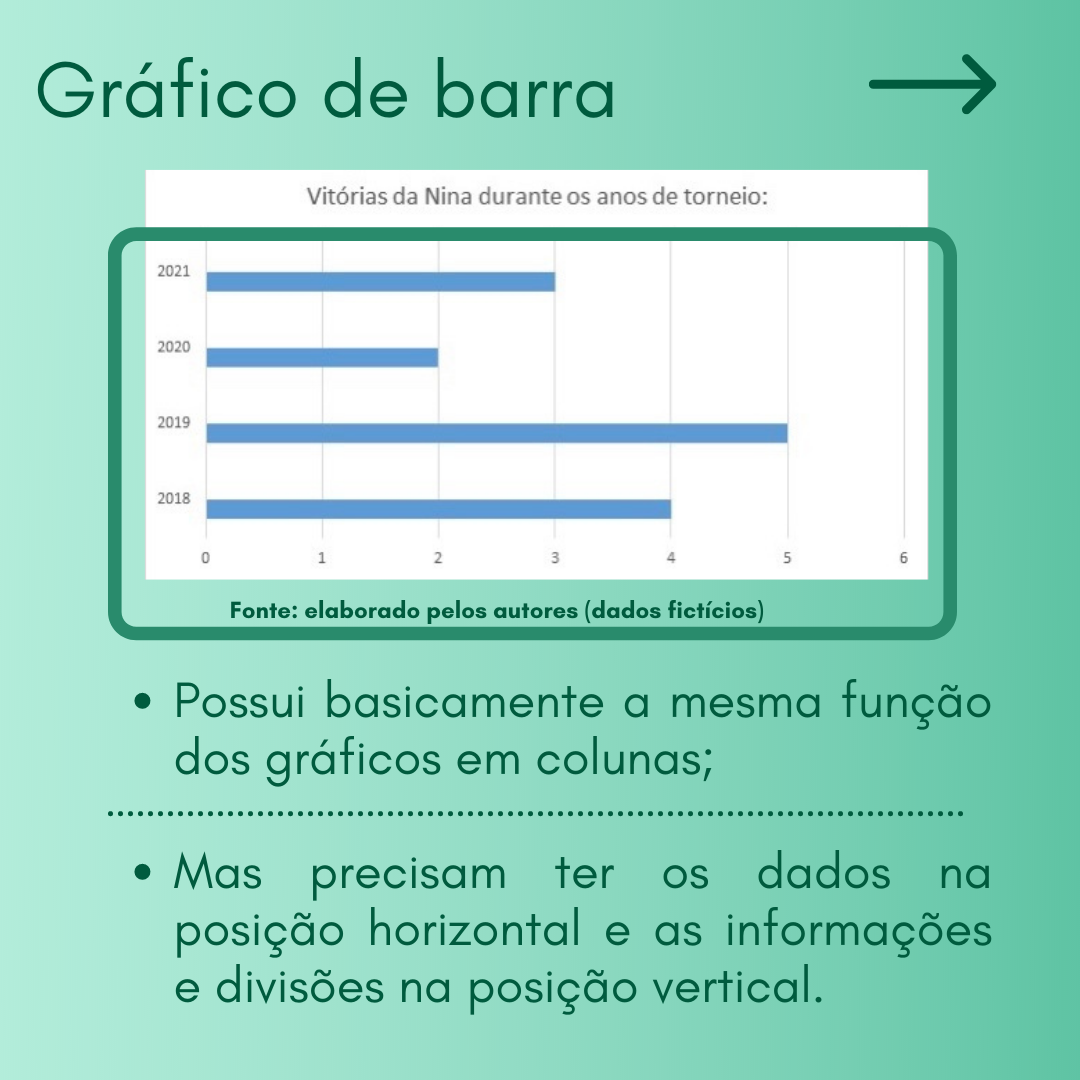 Gráfico de barra
Vitórias da Nina durante os anos de torneio:
2021
2020
2019
2018
0 1 2 3 4 5 6
Fonte: elaborado pelos autores (dados fictícios)
• Possui basicamente a mesma função
dos gráficos em colunas;
• Mas precisam ter os dados na
posição horizontal e as informações
e divisões na posição vertical.